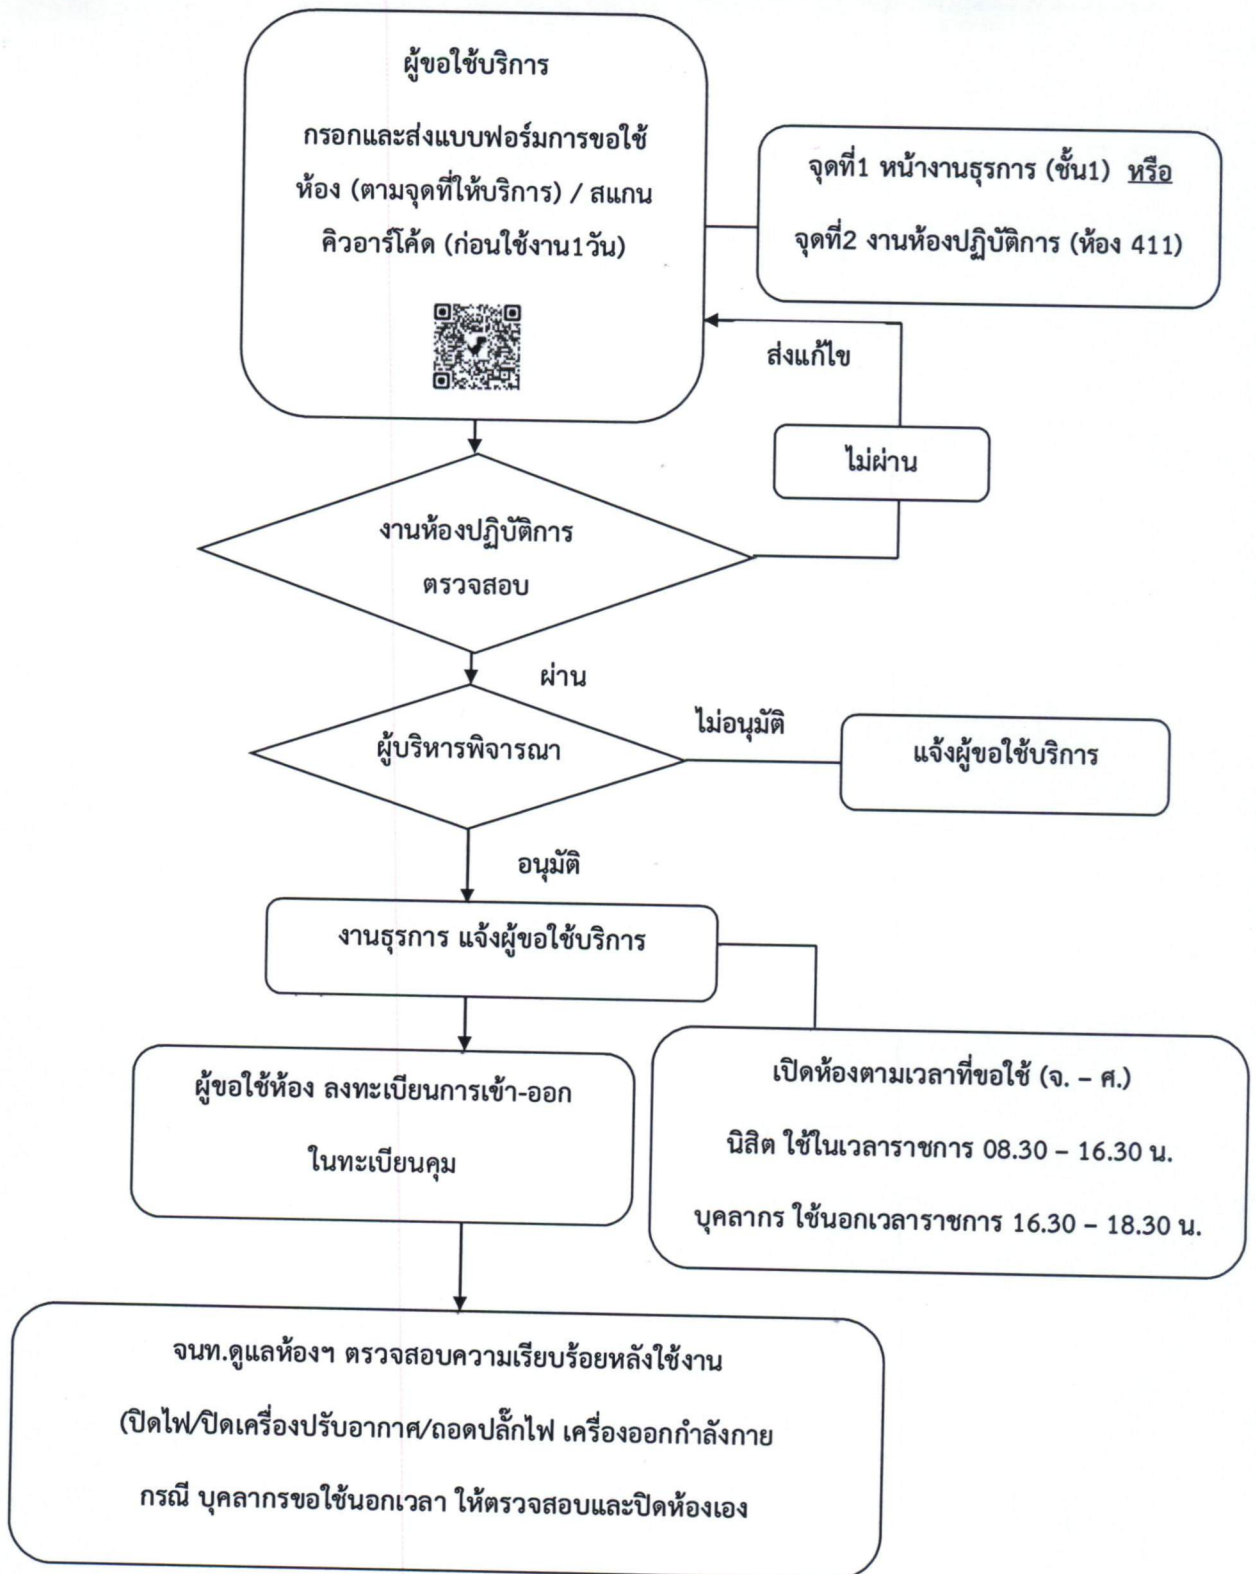 ผู้ขอใช้บริการ
กรอกและส่งแบบฟอร์มการขอใช้
ห้อง (ตามจุดที่ให้บริการ) / สแกน
คิวอาร์โค้ด (ก่อนใช้งาน1วัน)
จุดที่1 หน้างานธุรการ (ชั้น1) หรือ
จุดที่2 งานห้องปฏิบัติการ (ห้อง 411)
ส่งแก้ไข
ไม่ผ่าน
งานห้องปฏิบัติการ
ตรวจสอบ
ผ่าน
ผู้บริหารพิจารณา
ไม่อนุมัติ
แจ้งผู้ขอใช้บริการ
อนุมัติ
งานธุรการ แจ้งผู้ขอใช้บริการ
ผู้ขอใช้ห้อง ลงทะเบียนการเข้า-ออก
ในทะเบียนคุม
เปิดห้องตามเวลาที่ขอใช้ (จ. – ศ.)
นิสิต ใช้ในเวลาราชการ 08.30 – 16.30 น.
บุคลากร ใช้นอกเวลาราชการ 16.30 – 18.30 น.
จนท.ดูแลห้องฯ ตรวจสอบความเรียบร้อยหลังใช้งาน
(ปิดไฟ/ปิดเครื่องปรับอากาศ/ถอดปลั๊กไฟ เครื่องออกกำลังกาย
กรณี บุคลากรขอใช้นอกเวลา ให้ตรวจสอบและปิดห้องเอง